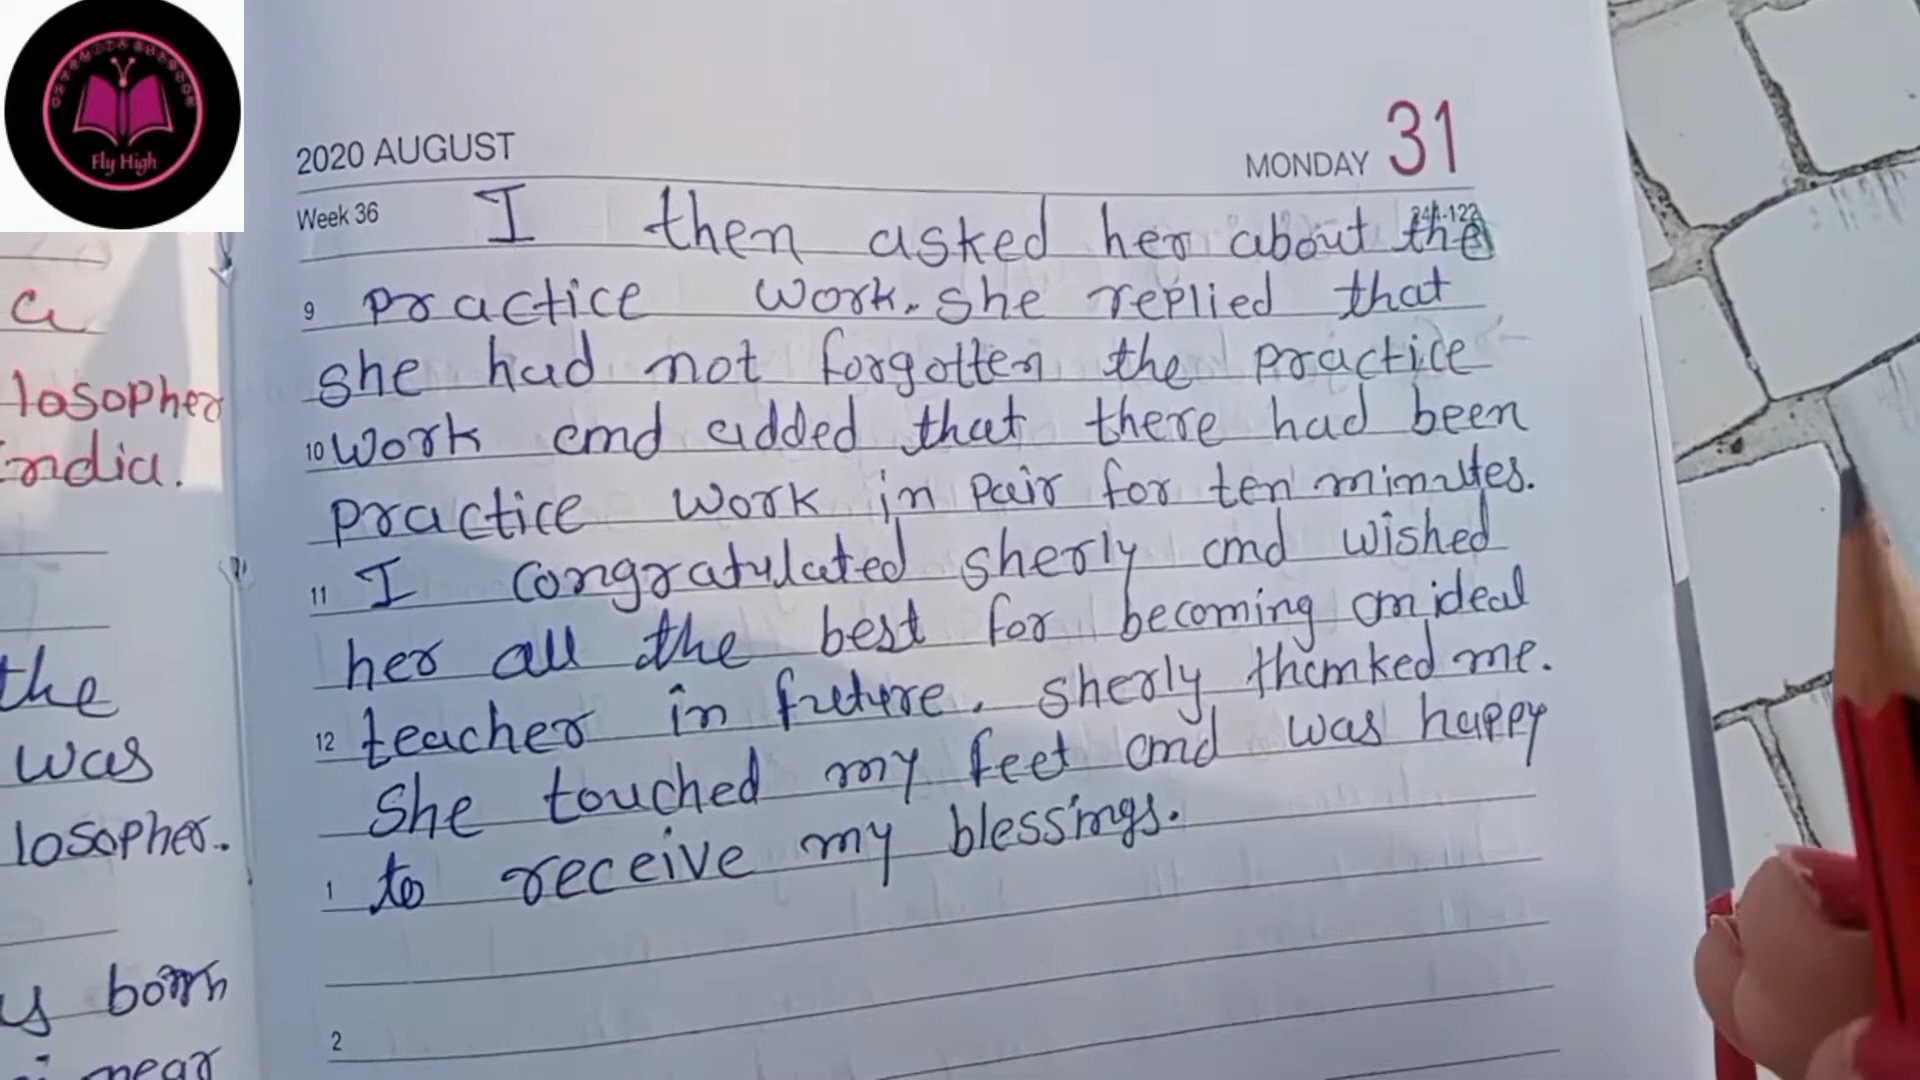 Fly High
2020 AUGUST
MONDAY 31
Week 36
244-122
I then asked her about the
9 practice work. she replied that
she had not forgotten the practice
10 work and added that there had been
practice work in pair for ten minutes.
11 I congratulated sherly and wished
her all the best for becoming an ideal
12 teacher in future. sherly thanked me.
She touched my feet and was happy
1 to receive my blessings.
2
a
losopher
India.
the
was
losopher.
y born
near